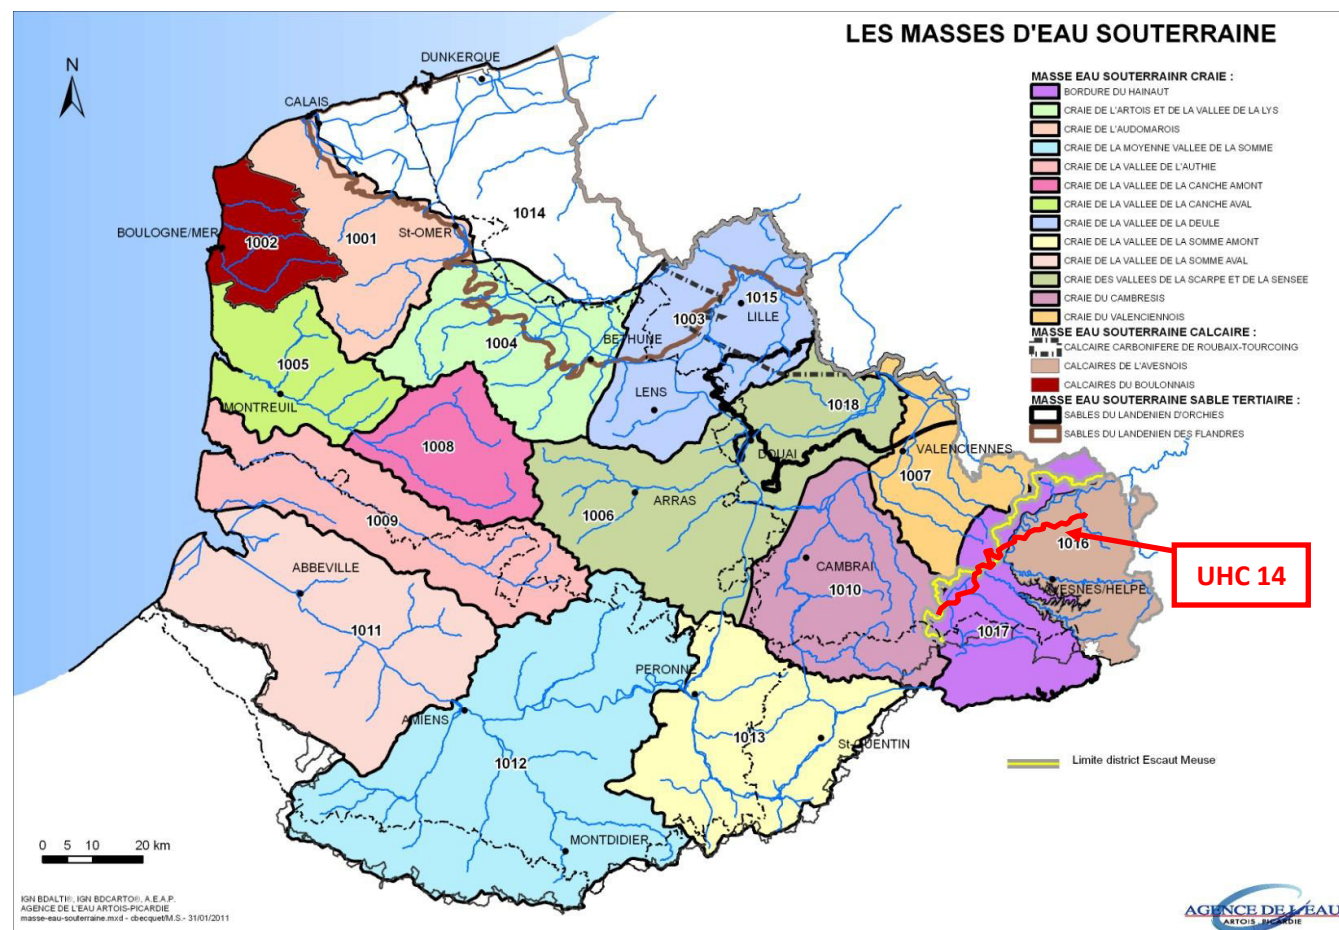 LES MASSES D'EAU SOUTERRAINE
MASSE EAU SOUTERRAINR CRAIE :
BORDURE DU HAINAUT
CRAIE DE L'ARTOIS ET DE LA VALLEE DE LA LYS
CRAIE DE L'AUDOMAROIS
CRAIE DE LA MOYENNE VALLEE DE LA SOMME
CRAIE DE LA VALLEE DE L'AUTHIE
CRAIE DE LA VALLEE DE LA CANCHE AMONT
CRAIE DE LA VALLEE DE LA CANCHE AVAL
CRAIE DE LA VALLEE DE LA DEULE
CRAIE DE LA VALLEE DE LA SOMME AMONT
CRAIE DE LA VALLEE DE LA SOMME AVAL
CRAIE DES VALLEES DE LA SCARPE ET DE LA SENSEE
CRAIE DU CAMBRESIS
CRAIE DU VALENCIENNOIS
MASSE EAU SOUTERRAINE CALCAIRE :
CALCAIRE CARBONIFERE DE ROUBAIX-TOURCOING
CALCAIRES DE L'AVESNOIS
CALCAIRES DU BOULONNAIS
MASSE EAU SOUTERRAINE SABLE TERTIAIRE :
SABLES DU LANDENIEN D'ORCHIES
SABLES DU LANDENIEN DES FLANDRES
N
DUNKERQUE
CALAIS
1014
BOULOGNE/MER
1002
1001
St-OMER
1015
LILLE
1003
1004
BETHUNE
1005
MONTREUIL
LENS
1018
1008
DOUAI
VALENCIENNES
1007
ARRAS
1006
1009
1016
UHC 14
ABBEVILLE
CAMBRAI
1010
AVESNES/HELPE
1011
1017
PERONNE
AMIENS
1013
St-QUENTIN
1012
Limite district Escaut Meuse
MONTDIDIER
0 5 10 20 km
IGN BDALTI®, IGN BDCARTO®, A.E.A.P.
AGENCE DE L'EAU ARTOIS-PICARDIE
masse-eau-souterraine.mxd - cbecquet/M.S.- 31/01/2011
AGENCE DE L'EAU
ARTOIS PICARDIE